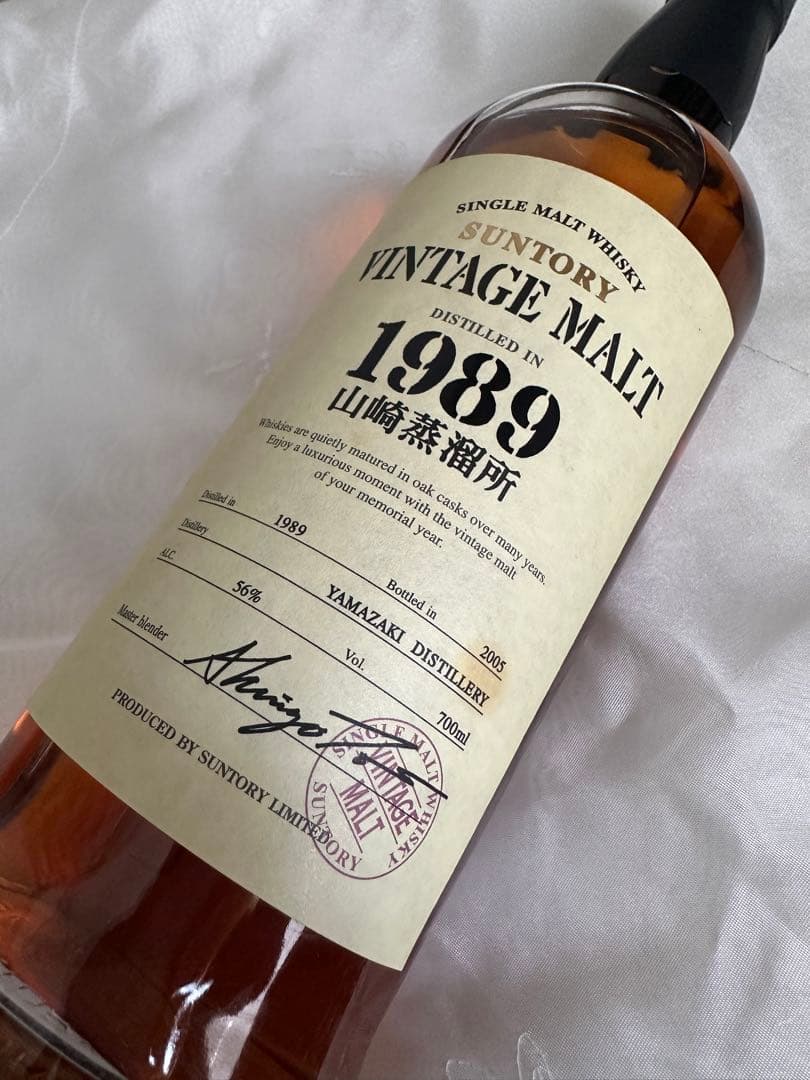 SINGLE MALT WHISKY
SUNTORY
VINTAGE MALT
DISTILLED IN
1989
山崎蒸溜所
Whiskies are quietly matured in oak casks over many years.
Enjoy a luxurious moment with the vintage malt
of your memorial year.
Distilled in 1989 Bottled in 2005
Distillery YAMAZAKI DISTILLERY
ALC. 56% Vol. 700ml
Master blender
PRODUCED BY SUNTORY LIMITED
SINGLE MALT WHISKY
VINTAGE
MALT
SUNTORY